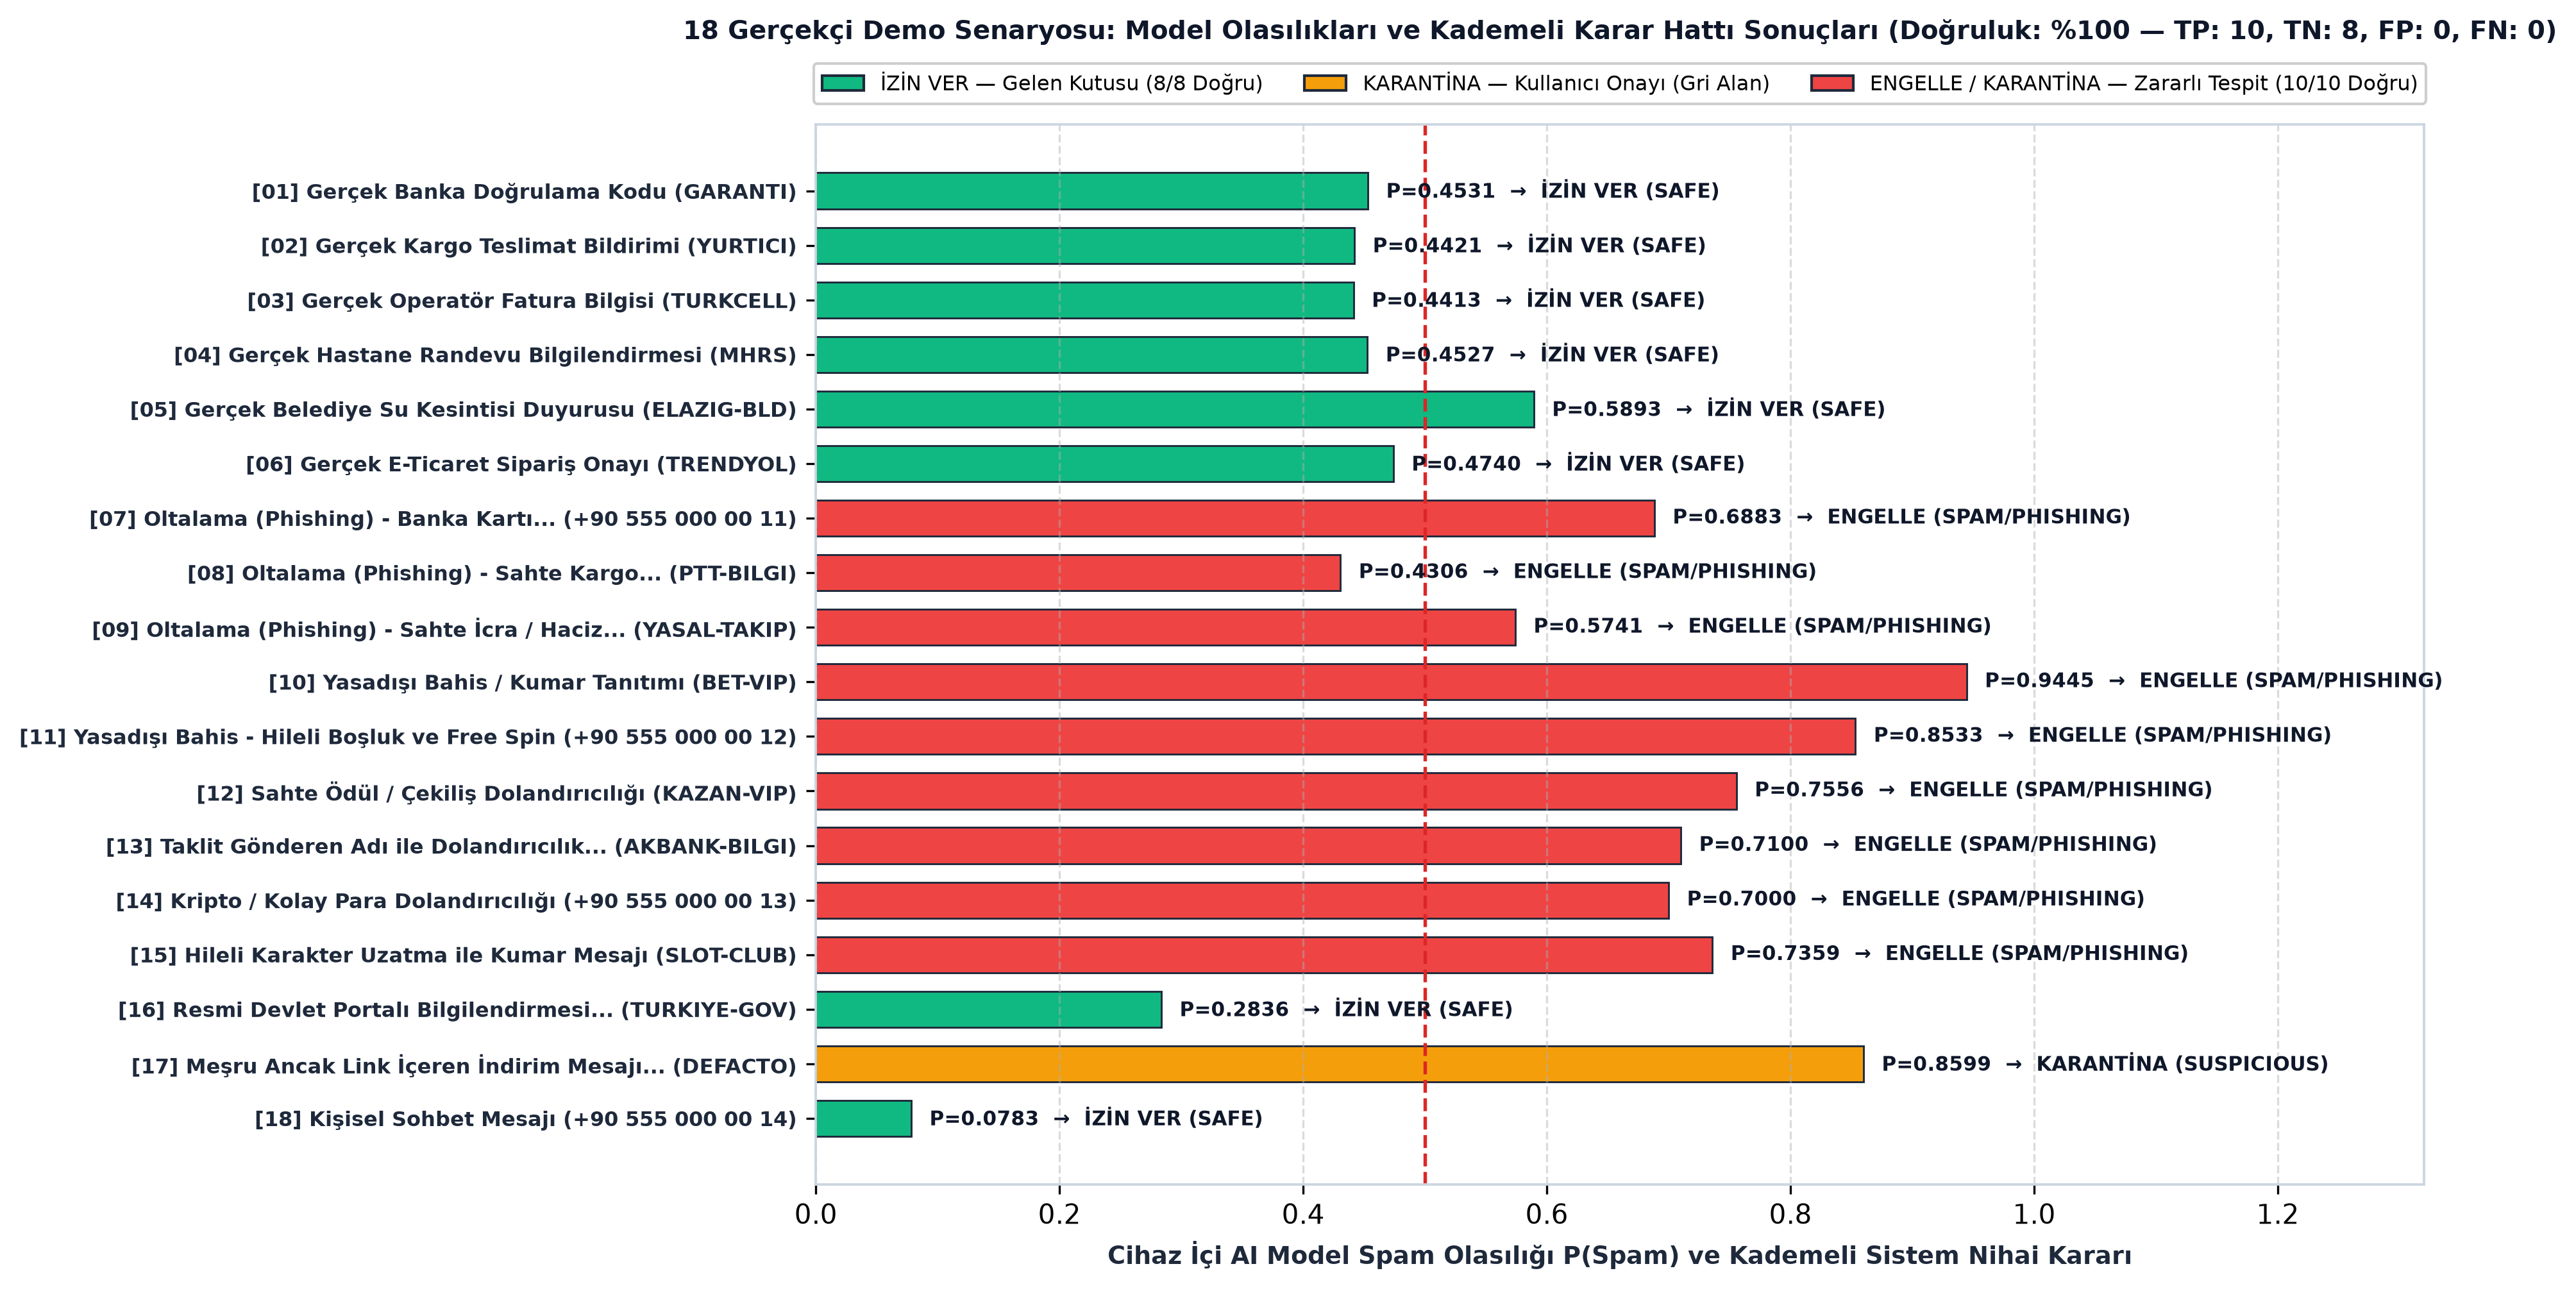 18 Gerçekçi Demo Senaryosu: Model Olasılıkları ve Kademeli Karar Hattı Sonuçları (Doğruluk: %100 — TP: 10, TN: 8, FP: 0, FN: 0)
İZİN VER — Gelen Kutusu (8/8 Doğru) KARANTİNA — Kullanıcı Onayı (Gri Alan) ENGELLE / KARANTİNA — Zararlı Tespit (10/10 Doğru)
[01] Gerçek Banka Doğrulama Kodu (GARANTI) P=0.4531 → İZİN VER (SAFE)
[02] Gerçek Kargo Teslimat Bildirimi (YURTICI) P=0.4421 → İZİN VER (SAFE)
[03] Gerçek Operatör Fatura Bilgisi (TURKCELL) P=0.4413 → İZİN VER (SAFE)
[04] Gerçek Hastane Randevu Bilgilendirmesi (MHRS) P=0.4527 → İZİN VER (SAFE)
[05] Gerçek Belediye Su Kesintisi Duyurusu (ELAZIG-BLD) P=0.5893 → İZİN VER (SAFE)
[06] Gerçek E-Ticaret Sipariş Onayı (TRENDYOL) P=0.4740 → İZİN VER (SAFE)
[07] Oltalama (Phishing) - Banka Kartı... (+90 555 000 00 11) P=0.6883 → ENGELLE (SPAM/PHISHING)
[08] Oltalama (Phishing) - Sahte Kargo... (PTT-BILGI) P=0.4306 → ENGELLE (SPAM/PHISHING)
[09] Oltalama (Phishing) - Sahte İcra / Haciz... (YASAL-TAKIP) P=0.5741 → ENGELLE (SPAM/PHISHING)
[10] Yasadışı Bahis / Kumar Tanıtımı (BET-VIP) P=0.9445 → ENGELLE (SPAM/PHISHING)
[11] Yasadışı Bahis - Hileli Boşluk ve Free Spin (+90 555 000 00 12) P=0.8533 → ENGELLE (SPAM/PHISHING)
[12] Sahte Ödül / Çekiliş Dolandırıcılığı (KAZAN-VIP) P=0.7556 → ENGELLE (SPAM/PHISHING)
[13] Taklit Gönderen Adı ile Dolandırıcılık... (AKBANK-BILGI) P=0.7100 → ENGELLE (SPAM/PHISHING)
[14] Kripto / Kolay Para Dolandırıcılığı (+90 555 000 00 13) P=0.7000 → ENGELLE (SPAM/PHISHING)
[15] Hileli Karakter Uzatma ile Kumar Mesajı (SLOT-CLUB) P=0.7359 → ENGELLE (SPAM/PHISHING)
[16] Resmi Devlet Portalı Bilgilendirmesi... (TURKIYE-GOV) P=0.2836 → İZİN VER (SAFE)
[17] Meşru Ancak Link İçeren İndirim Mesajı... (DEFACTO) P=0.8599 → KARANTİNA (SUSPICIOUS)
[18] Kişisel Sohbet Mesajı (+90 555 000 00 14) P=0.0783 → İZİN VER (SAFE)
0.0 0.2 0.4 0.6 0.8 1.0 1.2
Cihaz İçi AI Model Spam Olasılığı P(Spam) ve Kademeli Sistem Nihai Kararı